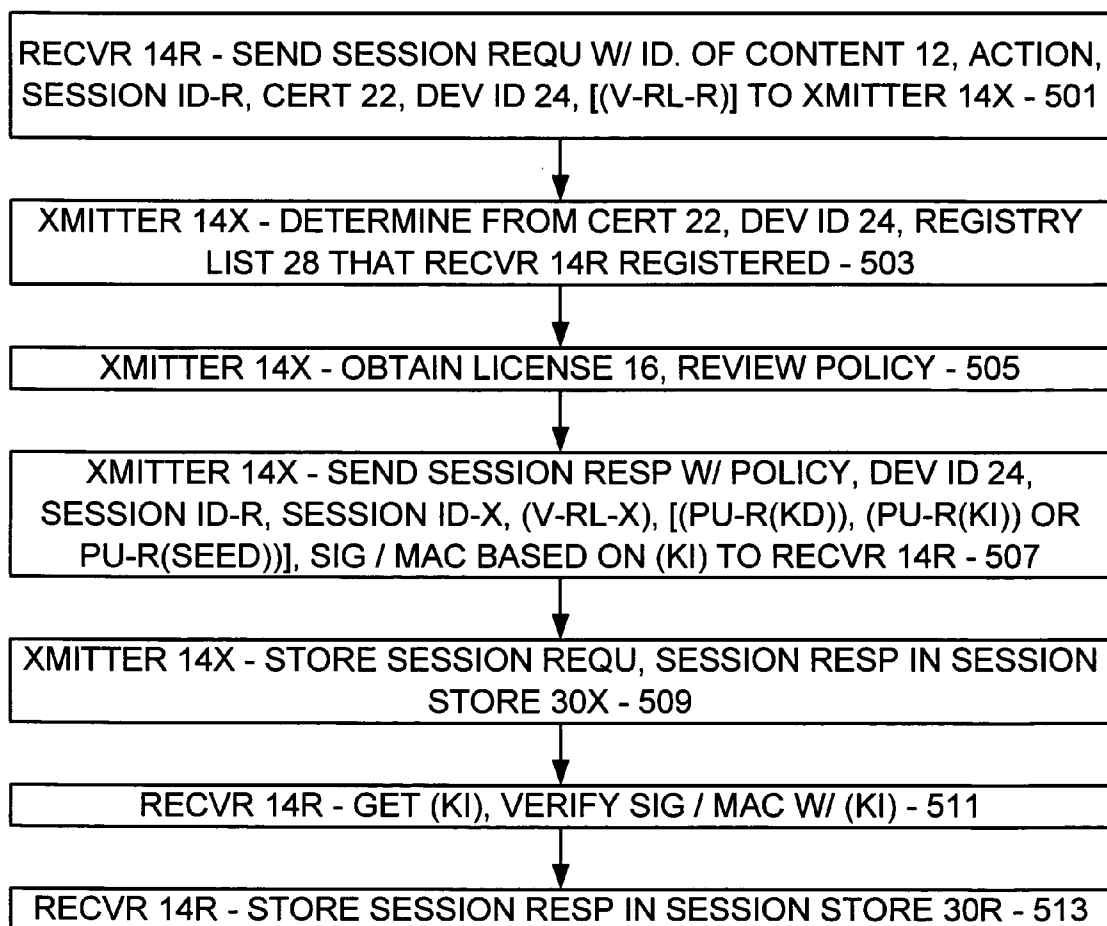 RECVR 14R - SEND SESSION REQU W/ ID. OF CONTENT 12, ACTION,
SESSION ID-R, CERT 22, DEV ID 24, [(V-RL-R)] TO XMITTER 14X - 501
XMITTER 14X - DETERMINE FROM CERT 22, DEV ID 24, REGISTRY
LIST 28 THAT RECVR 14R REGISTERED - 503
XMITTER 14X - OBTAIN LICENSE 16, REVIEW POLICY - 505
XMITTER 14X - SEND SESSION RESP W/ POLICY, DEV ID 24,
SESSION ID-R, SESSION ID-X, (V-RL-X), [(PU-R(KD)), (PU-R(KI)) OR
PU-R(SEED))], SIG / MAC BASED ON (KI) TO RECVR 14R - 507
XMITTER 14X - STORE SESSION REQU, SESSION RESP IN SESSION
STORE 30X - 509
RECVR 14R - GET (KI), VERIFY SIG / MAC W/ (KI) - 511
RECVR 14R - STORE SESSION RESP IN SESSION STORE 30R - 513